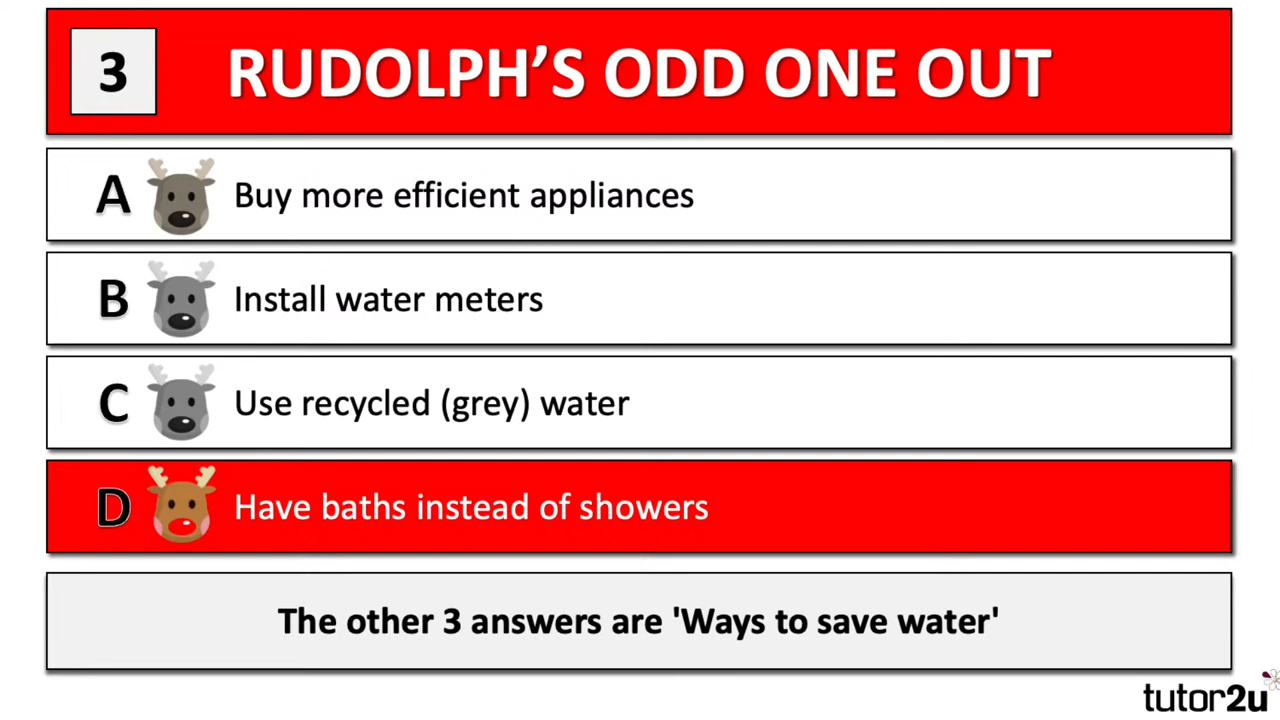 3
RUDOLPH’S ODD ONE OUT
A Buy more efficient appliances
B Install water meters
C Use recycled (grey) water
D Have baths instead of showers
The other 3 answers are 'Ways to save water'
tutor2u